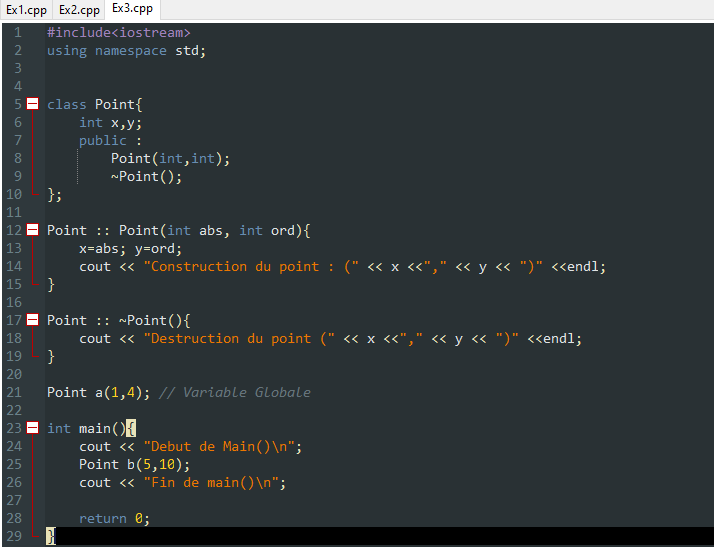 Ex1.cpp Ex2.cpp Ex3.cpp
1 #include<iostream>
2 using namespace std;
3
4
5 class Point{
6 int x,y;
7 public :
8 Point(int,int);
9 ~Point();
10 };
11
12 Point :: Point(int abs, int ord){
13 x=abs; y=ord;
14 cout << "Construction du point : (" << x <<"," << y << ")" <<endl;
15 }
16
17 Point :: ~Point(){
18 cout << "Destruction du point (" << x <<"," << y << ")" <<endl;
19 }
20
21 Point a(1,4); // Variable Globale
22
23 int main(){
24 cout << "Debut de Main()\n";
25 Point b(5,10);
26 cout << "Fin de main()\n";
27
28 return 0;
29 }